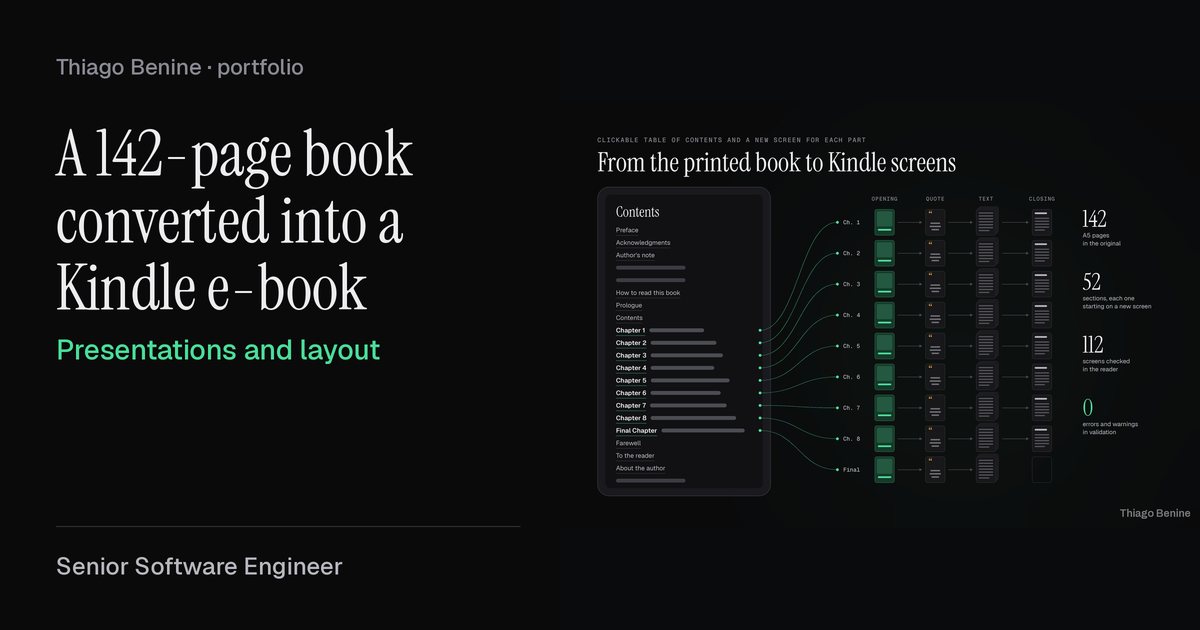 Thiago Benine · portfolio
A 142-page book
converted into a
Kindle e-book
Presentations and layout
Senior Software Engineer
CLICKABLE TABLE OF CONTENTS AND A NEW SCREEN FOR EACH PART
From the printed book to Kindle screens
Contents
Preface
Acknowledgments
Author's note
How to read this book
Prologue
Contents
Chapter 1
Chapter 2
Chapter 3
Chapter 4
Chapter 5
Chapter 6
Chapter 7
Chapter 8
Final Chapter
Farewell
To the reader
About the author
OPENING QUOTE TEXT CLOSING
Ch. 1
Ch. 2
Ch. 3
Ch. 4
Ch. 5
Ch. 6
Ch. 7
Ch. 8
Final
142
A5 pages
in the original
52
sections, each one
starting on a new screen
112
screens checked
in the reader
0
errors and warnings
in validation
Thiago Benine